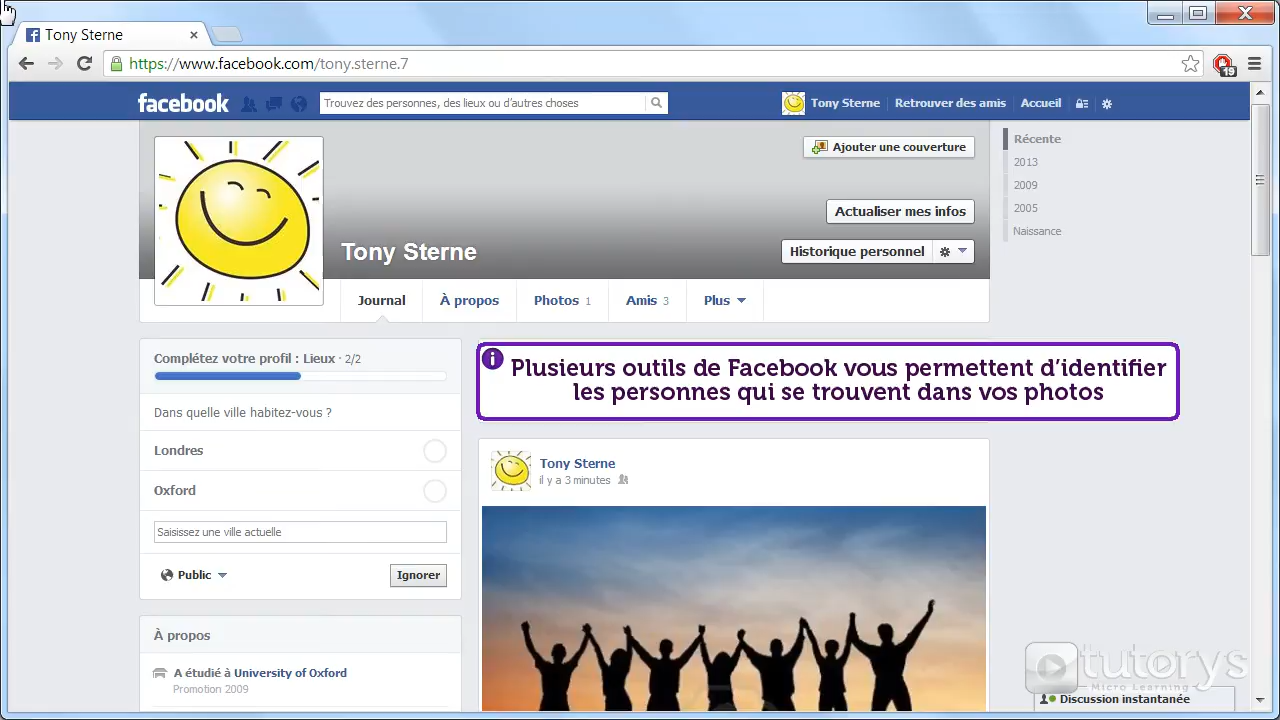 Tony Sterne
https://www.facebook.com/tony.sterne.7
19
facebook
Trouvez des personnes, des lieux ou d'autres choses
Tony Sterne
Retrouver des amis
Accueil
Ajouter une couverture
Actualiser mes infos
Tony Sterne
Historique personnel
Récente
2013
2009
2005
Naissance
Journal
À propos
Photos 1
Amis 3
Plus
Complétez votre profil : Lieux · 2/2
Dans quelle ville habitez-vous ?
Londres
Oxford
Saisissez une ville actuelle
Public
Ignorer
À propos
A étudié à University of Oxford
Promotion 2009
Plusieurs outils de Facebook vous permettent d'identifier
les personnes qui se trouvent dans vos photos
Tony Sterne
il y a 3 minutes
tutorys
Micro Learning
Discussion instantanée